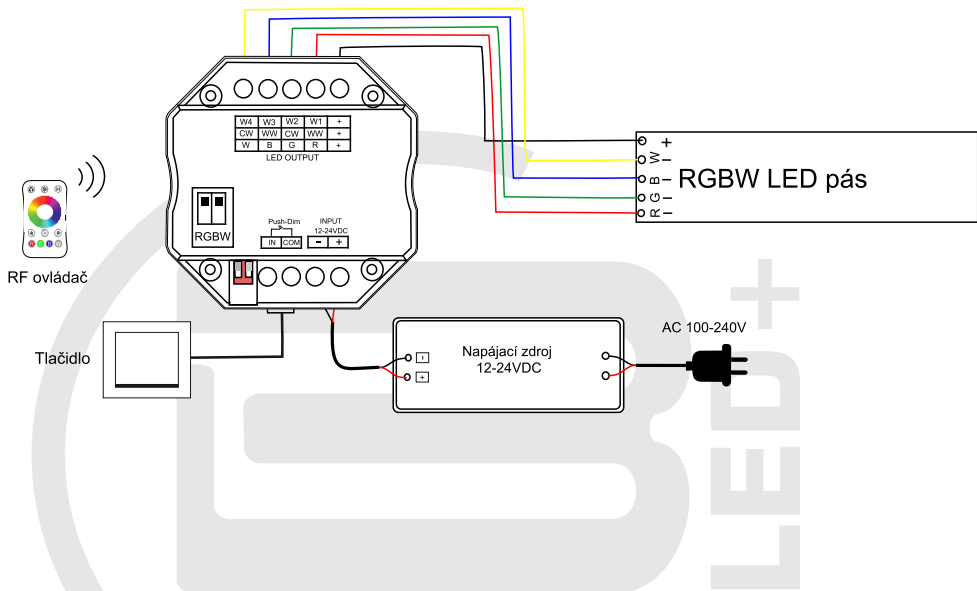 W4 W3 W2 W1 +
CW WW CW WW +
W B G R +
LED OUTPUT
+
W –
B –
G –
R –
RGBW LED pás
RGBW
Push-Dim
IN COM
INPUT
12-24VDC
- +
RF ovládač
Tlačidlo
Napájací zdroj
12-24VDC
-
+
AC 100-240V
LED+